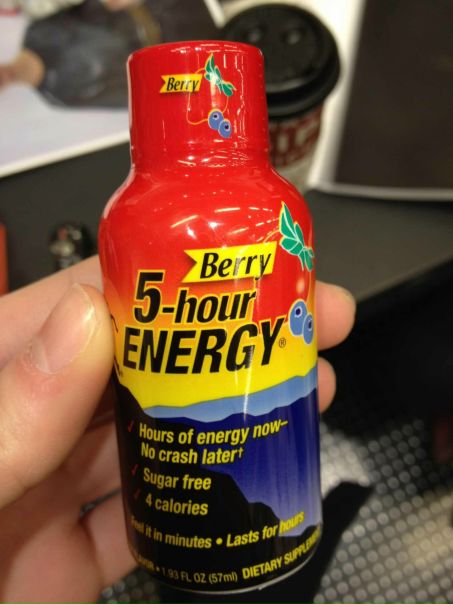 Berry
Berry
5-hour
ENERGY®
Hours of energy now–
No crash later†
Sugar free
4 calories
Feel it in minutes • Lasts for hours
• 1.93 FL OZ (57ml) DIETARY SUPPLEMENT